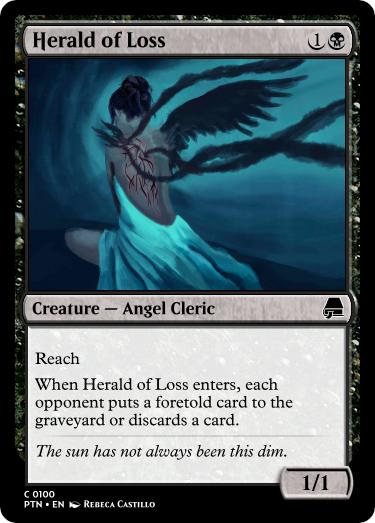 Herald of Loss 1
Creature — Angel Cleric
Reach
When Herald of Loss enters, each
opponent puts a foretold card to the
graveyard or discards a card.
The sun has not always been this dim.
1/1
C 0100
PTN • EN Rebeca Castillo